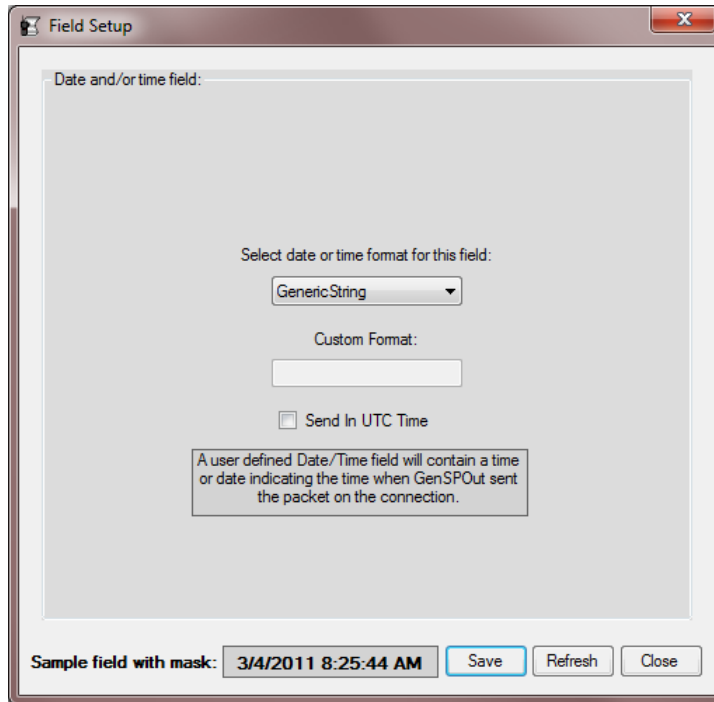 Field Setup
Date and/or time field:
Select date or time format for this field:
GenericString
Custom Format:
Send In UTC Time
A user defined Date/Time field will contain a time
or date indicating the time when GenSPOut sent
the packet on the connection.
Sample field with mask: 3/4/2011 8:25:44 AM Save Refresh Close